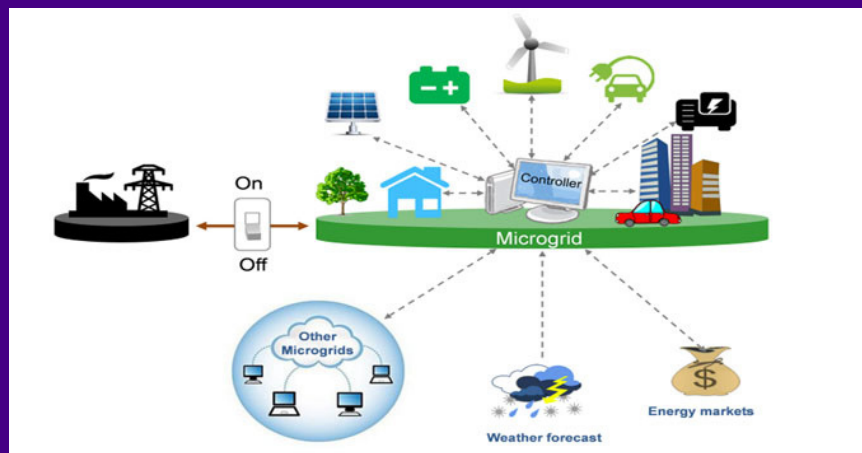 On
Off
Controller
Microgrid
Other
Microgrids
Weather forecast
$
Energy markets